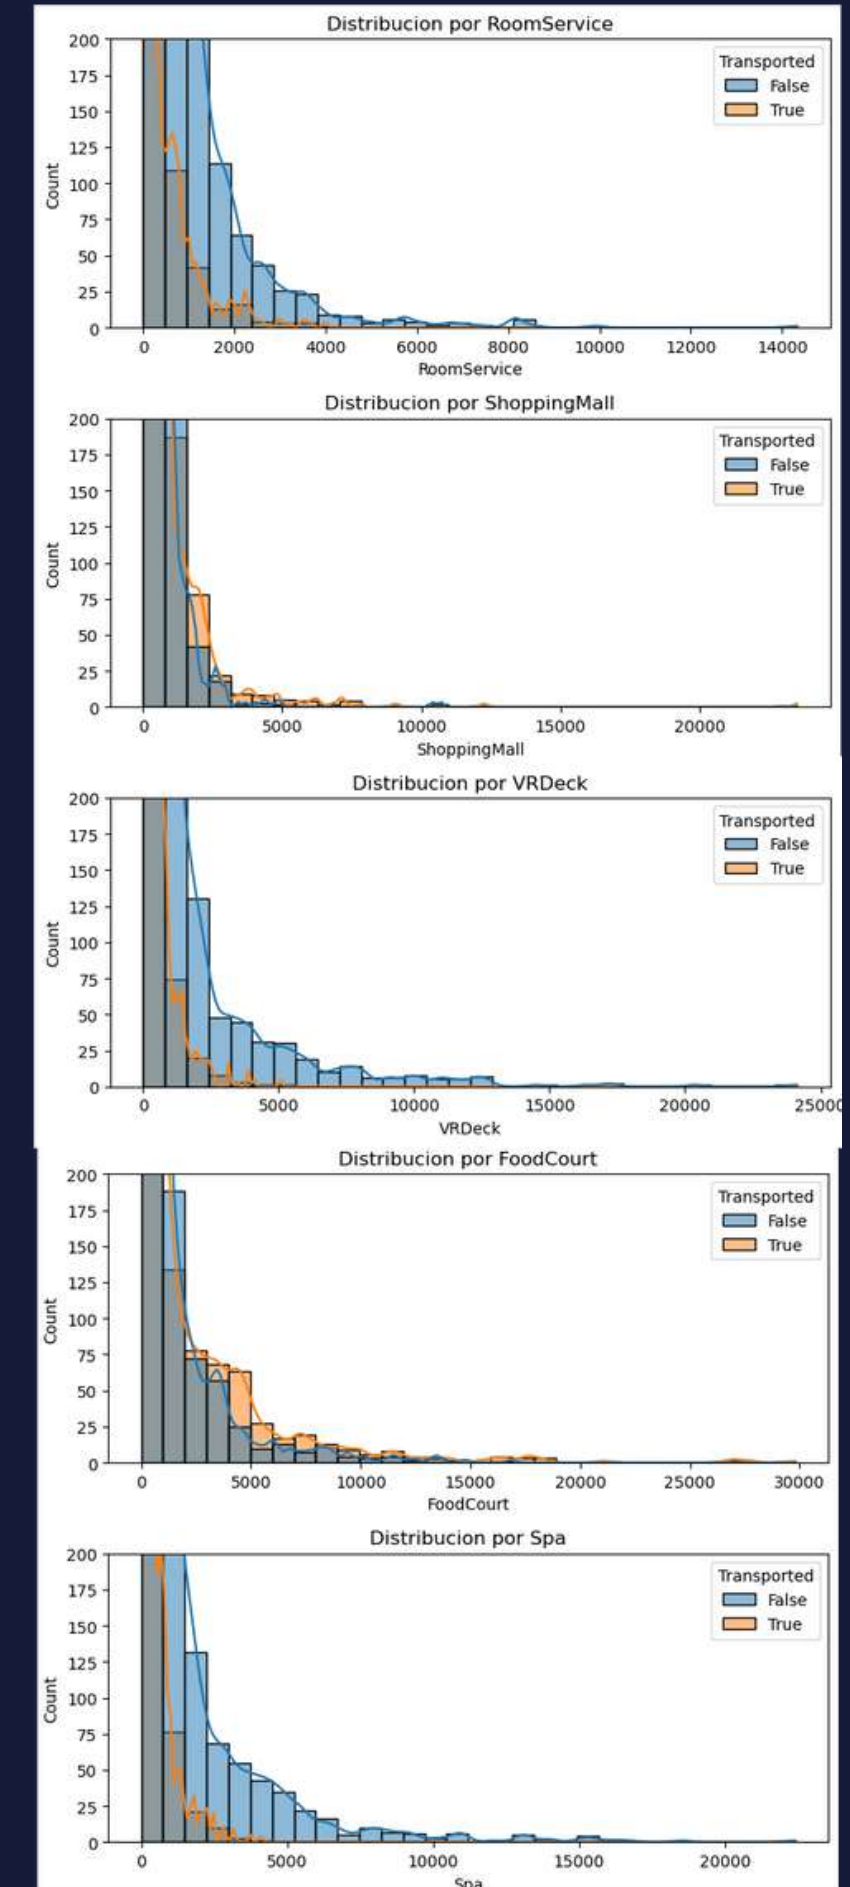 Distribucion por RoomService
200
175
150
125
100
75
50
25
0
Count
Transported
False
True
0 2000 4000 6000 8000 10000 12000 14000
RoomService
Distribucion por ShoppingMall
200
175
150
125
100
75
50
25
0
Count
Transported
False
True
0 5000 10000 15000 20000
ShoppingMall
Distribucion por VRDeck
200
175
150
125
100
75
50
25
0
Count
Transported
False
True
0 5000 10000 15000 20000 25000
VRDeck
Distribucion por FoodCourt
200
175
150
125
100
75
50
25
0
Count
Transported
False
True
0 5000 10000 15000 20000 25000 30000
FoodCourt
Distribucion por Spa
200
175
150
125
100
75
50
25
0
Count
Transported
False
True
0 5000 10000 15000 20000
Spa